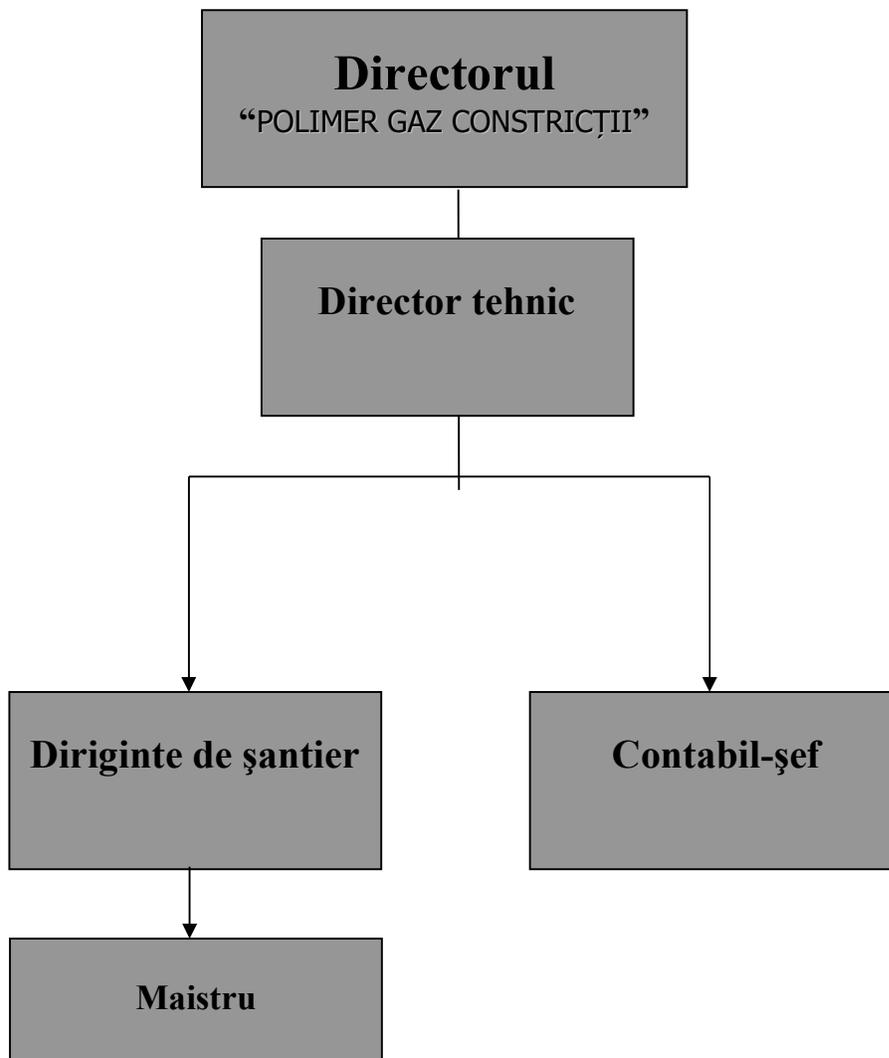 Directorul
“POLIMER GAZ CONSTRICȚII”
Director tehnic
Diriginte de şantier
Contabil-şef
Maistru